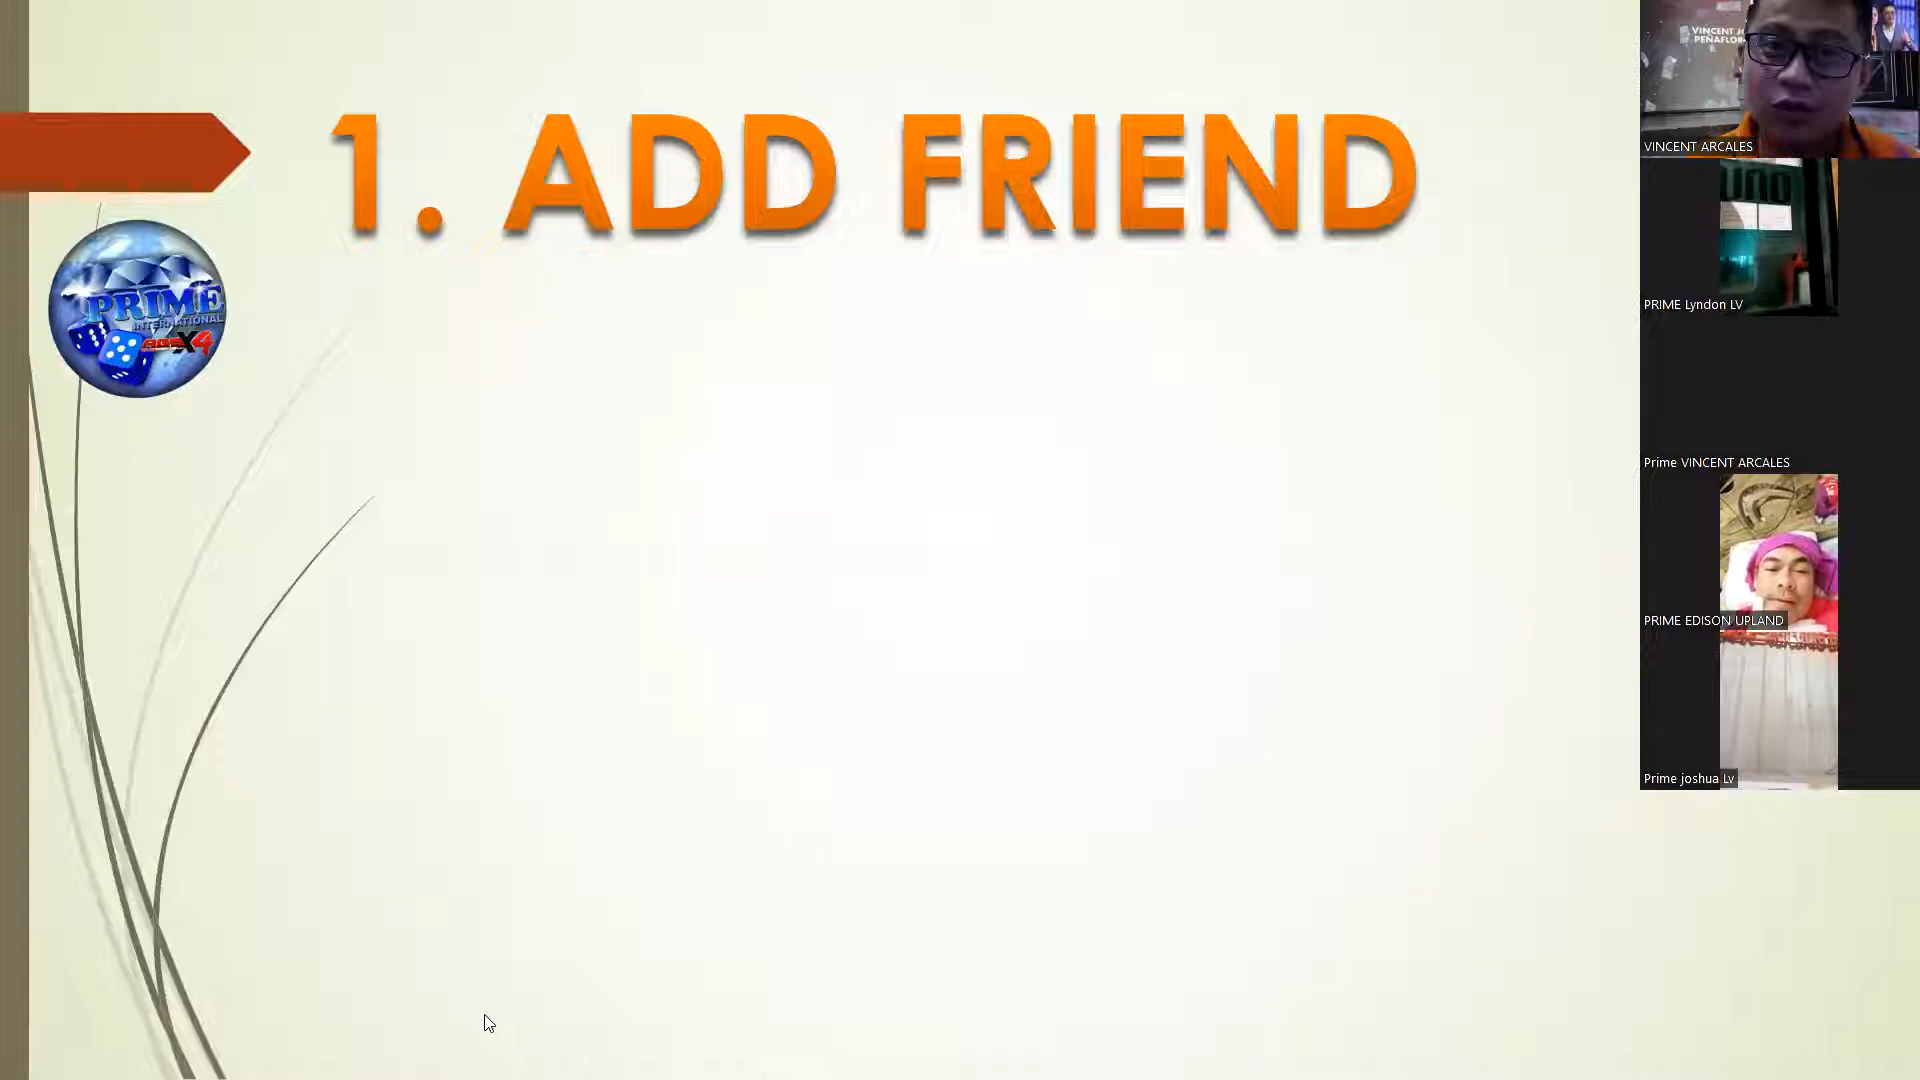 1. ADD FRIEND
PRIME
INTERNATIONAL
VINCENT ARCALES
uno
PRIME Lyndon LV
Prime VINCENT ARCALES
PRIME EDISON UPLAND
Prime joshua Lv